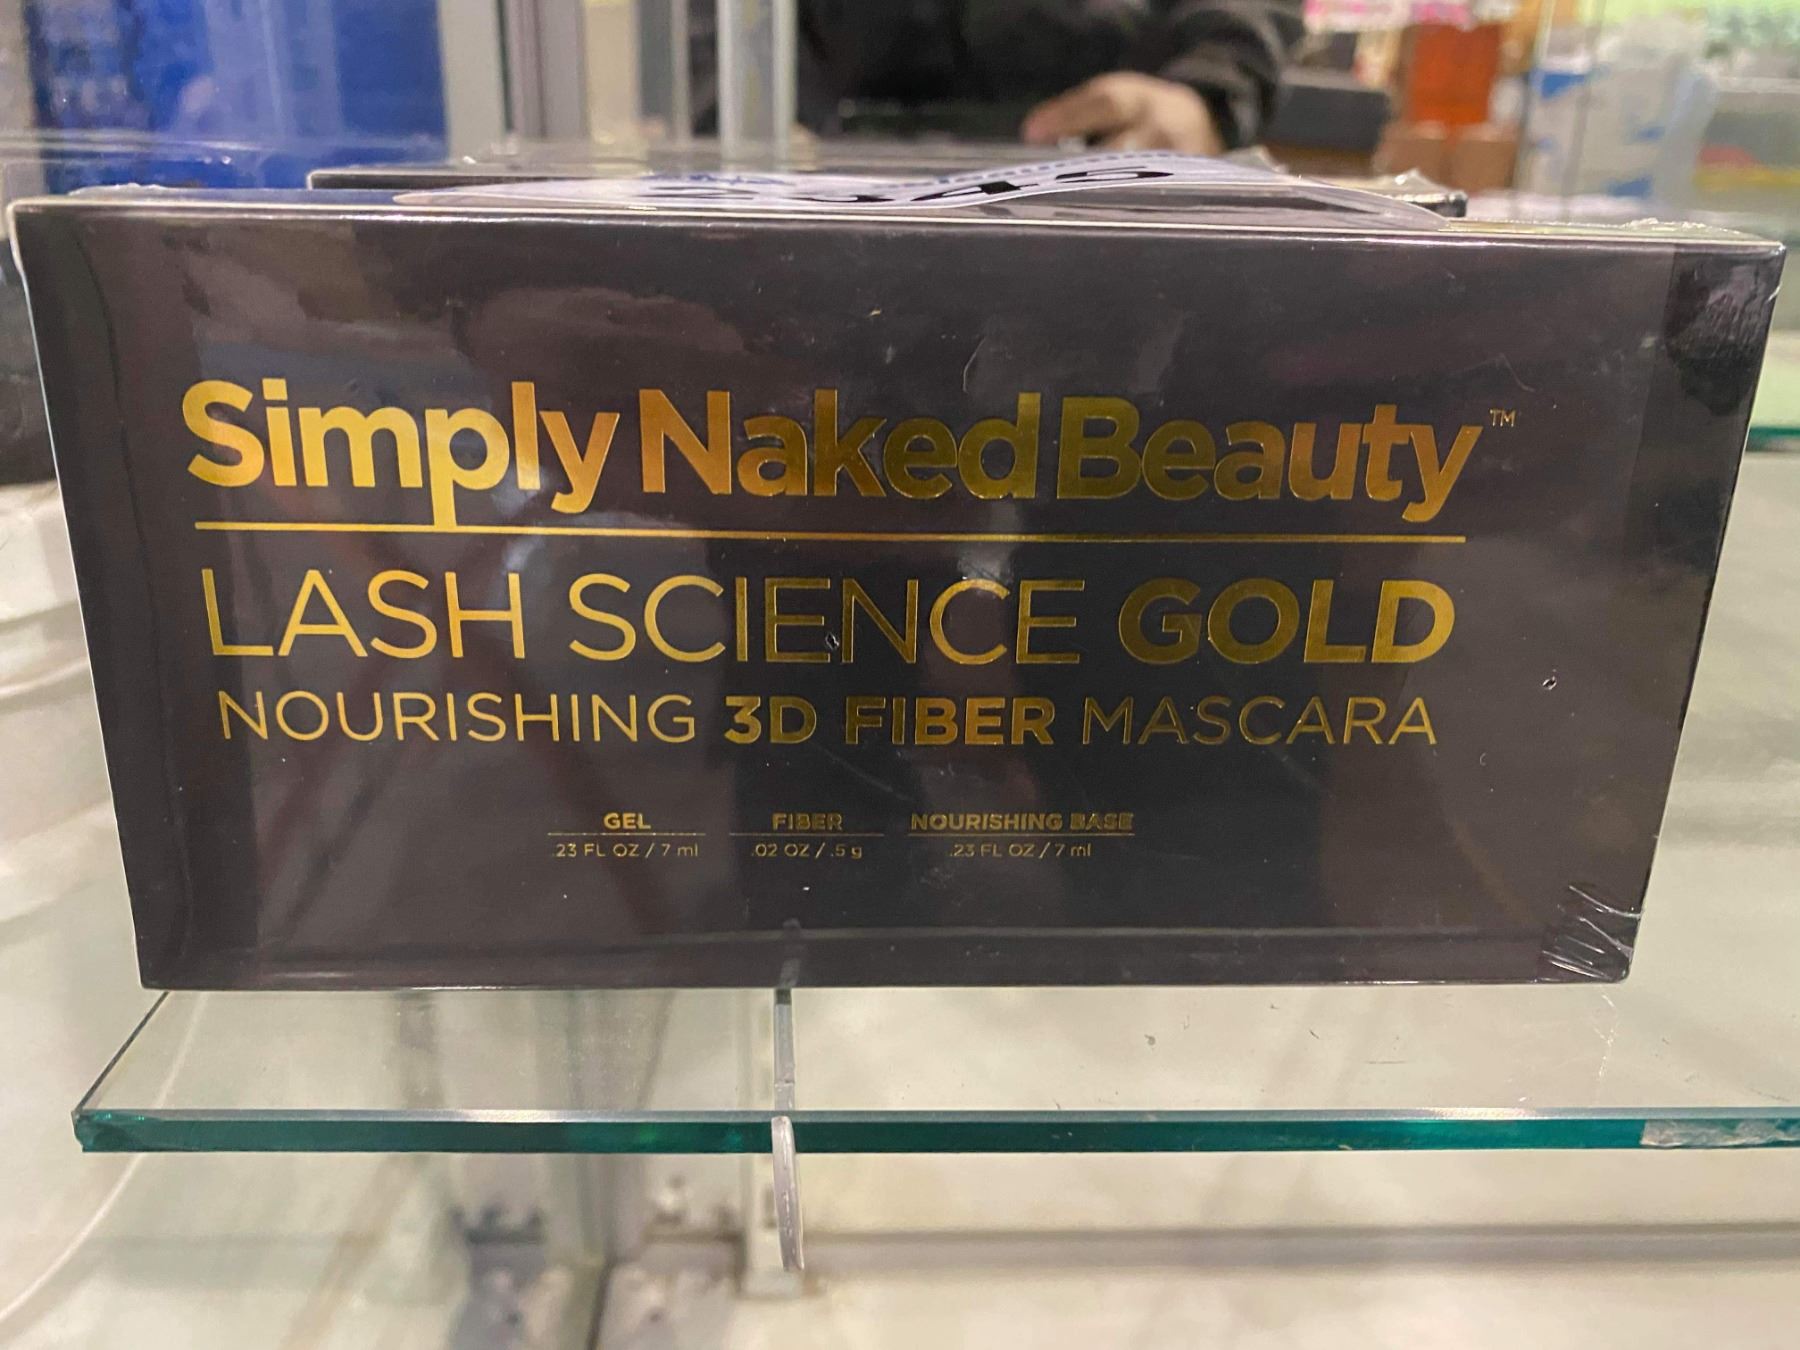 Simply Naked Beauty™
LASH SCIENCE GOLD
NOURISHING 3D FIBER MASCARA
GEL
.23 FL OZ / 7 ml
FIBER
.02 OZ / .5 g
NOURISHING BASE
.23 FL OZ / 7 ml